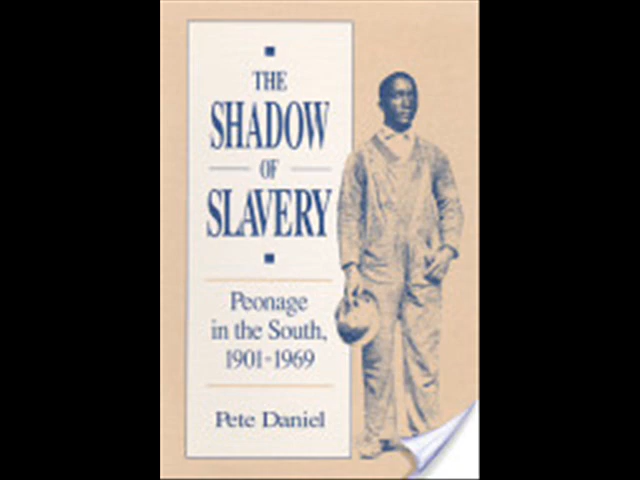 THE
SHADOW
OF
SLAVERY
Peonage
in the South,
1901-1969
Pete Daniel